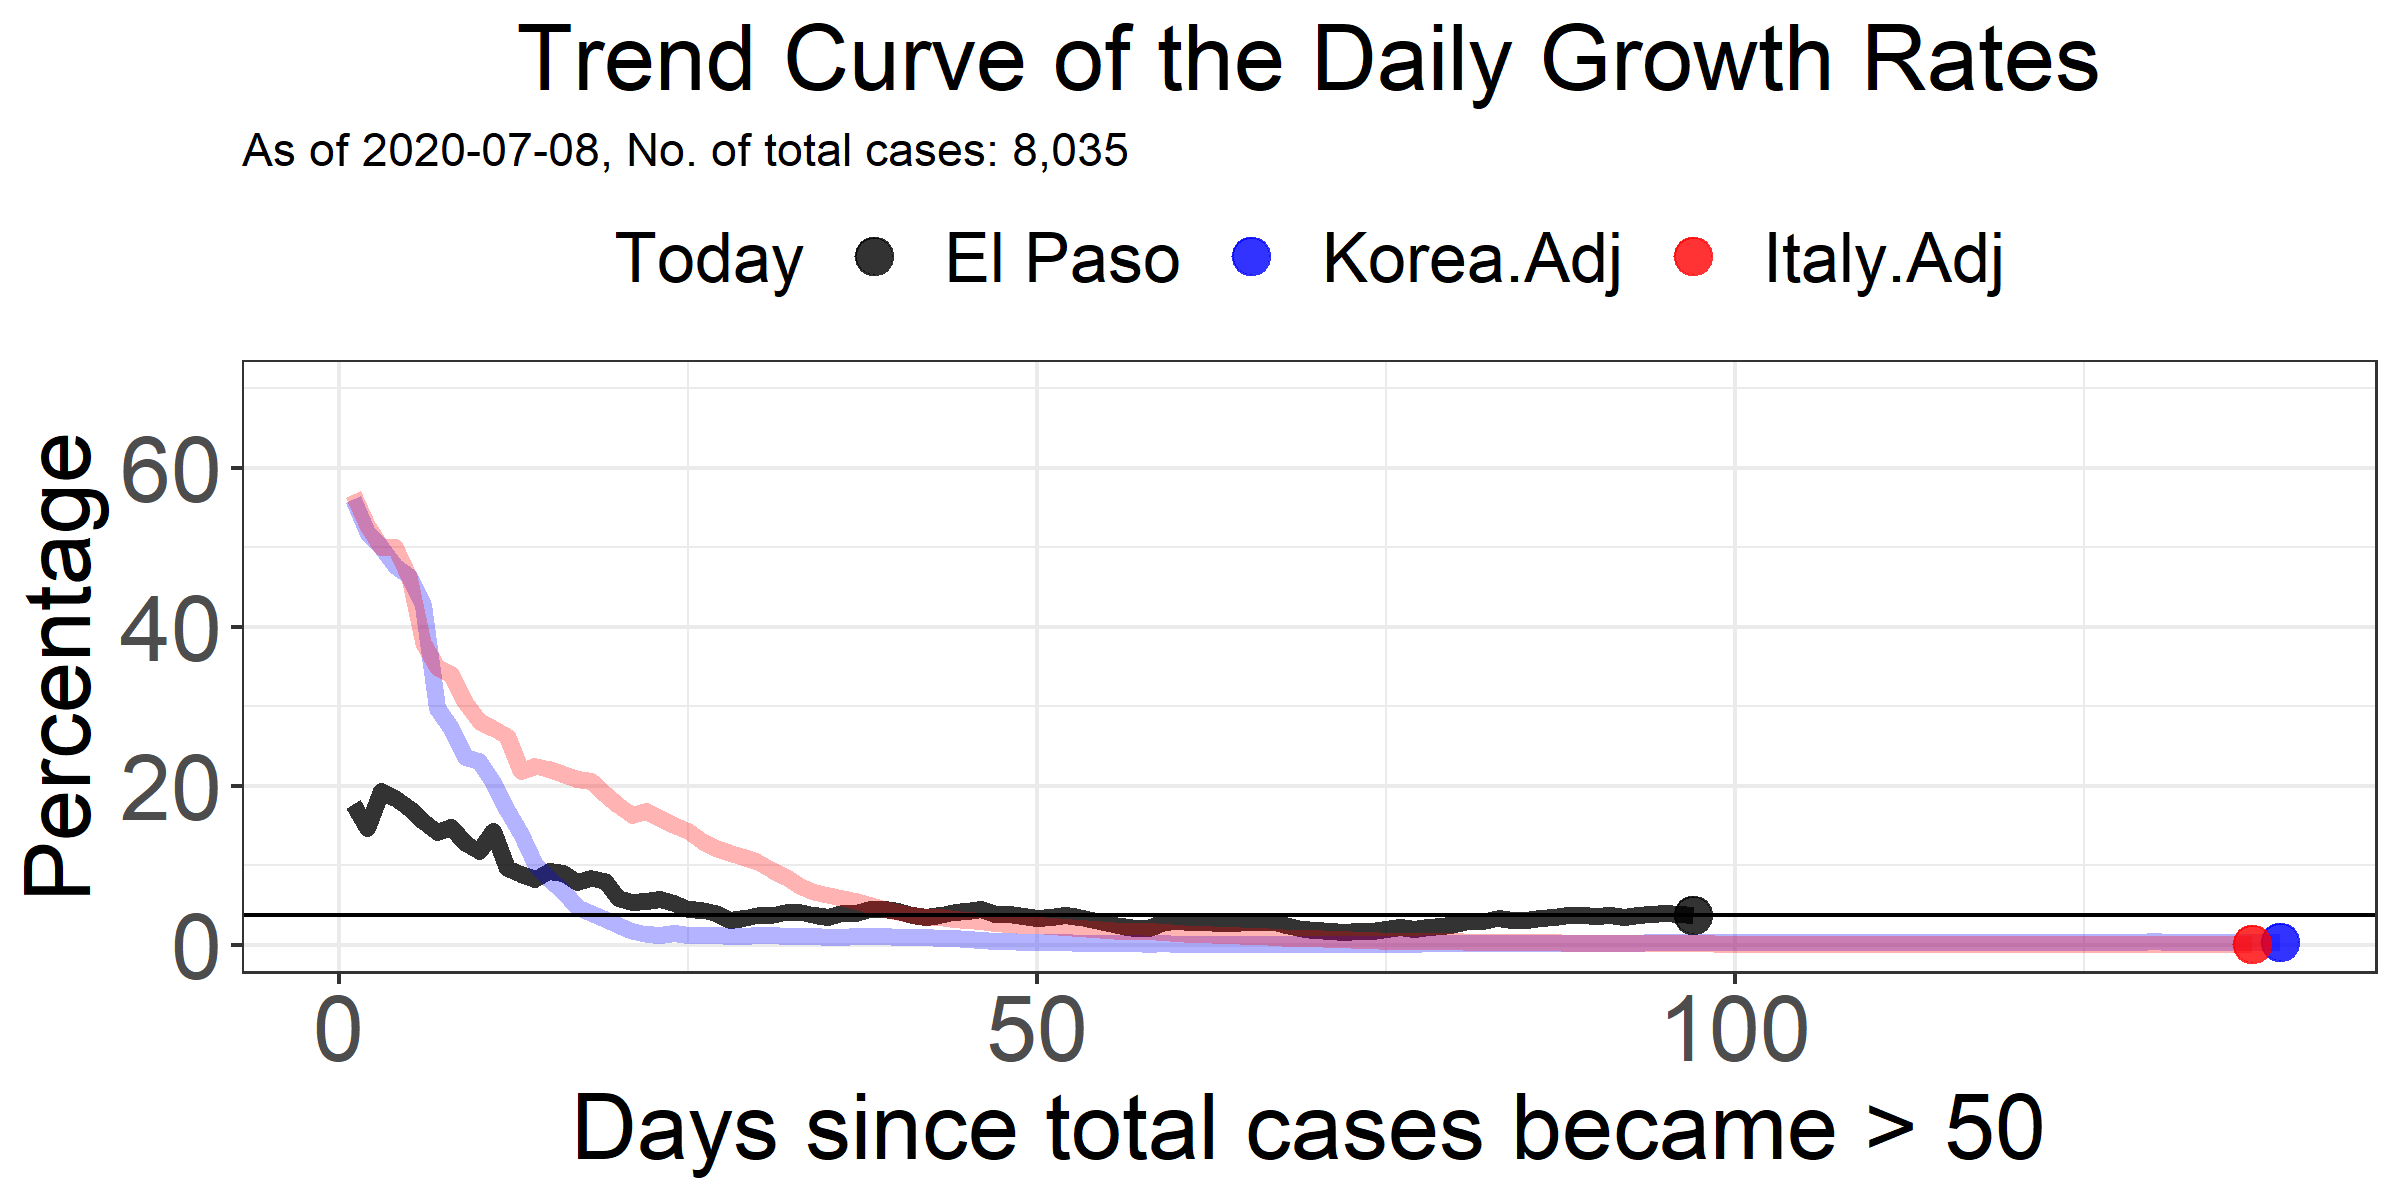 Trend Curve of the Daily Growth Rates
As of 2020-07-08, No. of total cases: 8,035
Today El Paso Korea.Adj Italy.Adj
Percentage
60
40
20
0
0 50 100
Days since total cases became > 50